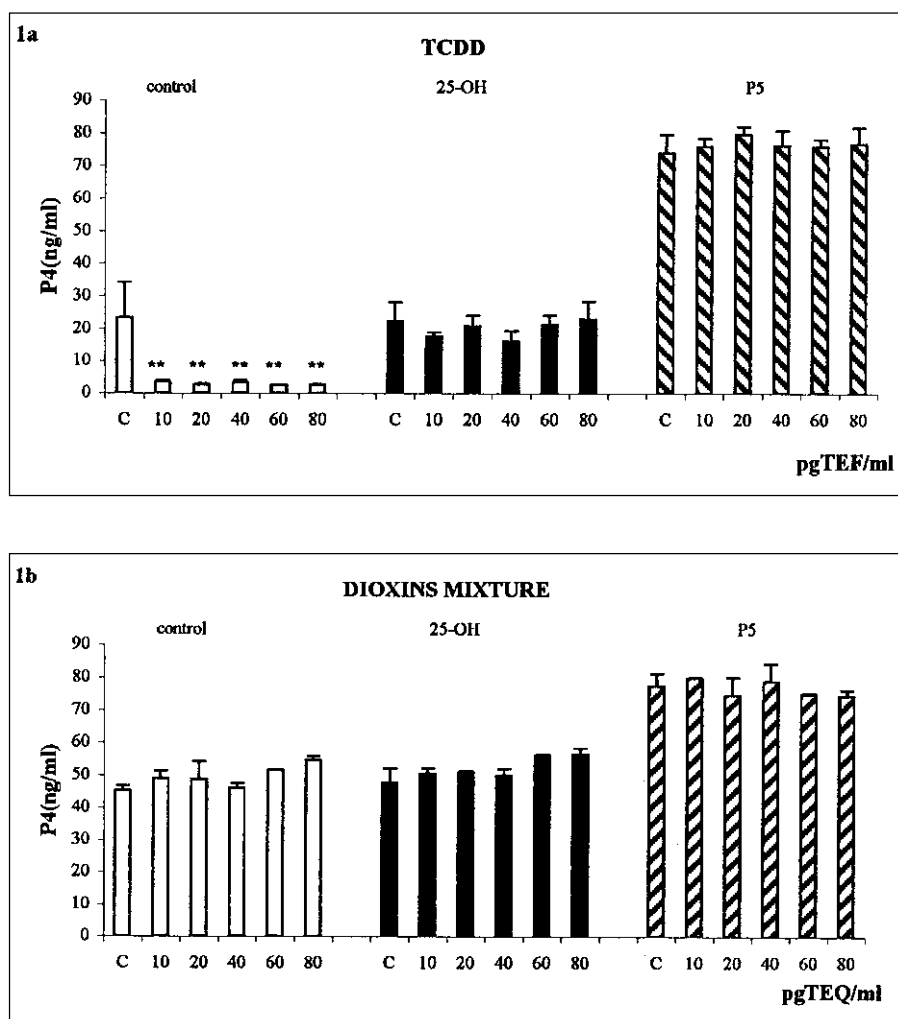 1a
TCDD
control 25-OH P5
90
80
70
60
50
40
30
20
10
0
P4(ng/ml)
** ** ** ** **
C 10 20 40 60 80 C 10 20 40 60 80 C 10 20 40 60 80
pgTEF/ml
1b
DIOXINS MIXTURE
control 25-OH P5
90
80
70
60
50
40
30
20
10
0
P4(ng/ml)
C 10 20 40 60 80 C 10 20 40 60 80 C 10 20 40 60 80
pgTEQ/ml